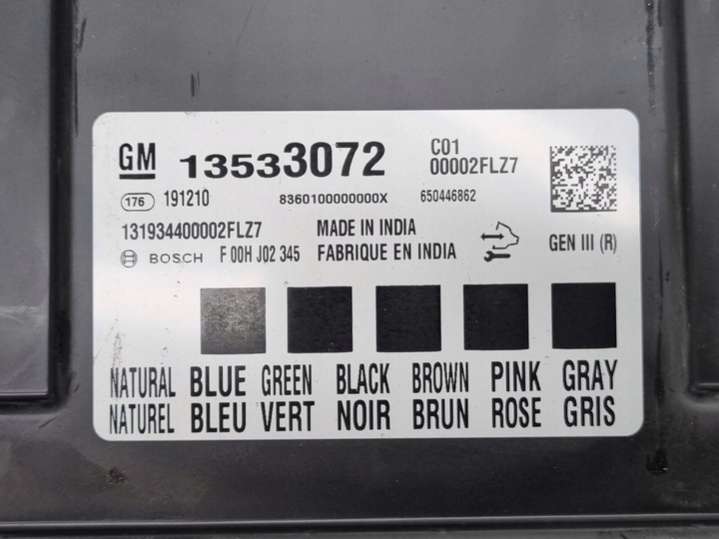 GM 13533072 C01
00002FLZ7
176 191210 8360100000000X 650446862
131934400002FLZ7 MADE IN INDIA
BOSCH F 00H J02 345 FABRIQUE EN INDIA GEN III (R)
NATURAL BLUE GREEN BLACK BROWN PINK GRAY
NATUREL BLEU VERT NOIR BRUN ROSE GRIS